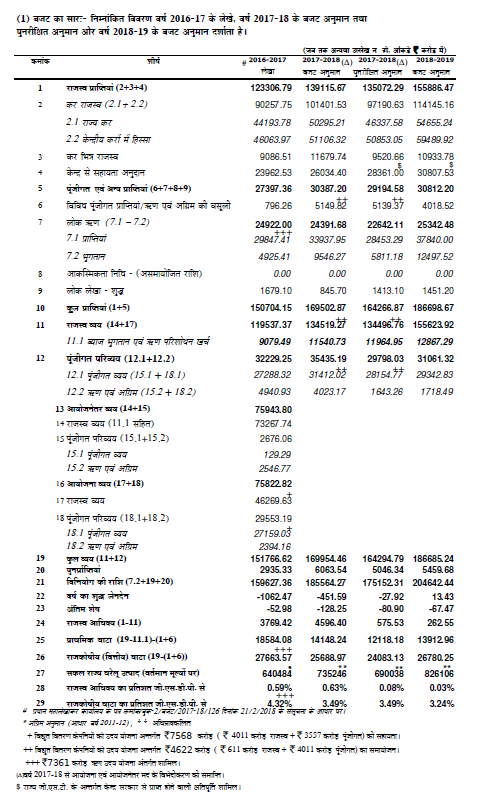 (1) बजट का सारः- निम्नांकित विवरण वर्ष 2016-17 के लेखे, वर्ष 2017-18 के बजट अनुमान तथा
पुनरीक्षित अनुमान और वर्ष 2018-19 के बजट अनुमान दर्शाता है।
(जब तक अन्यथा उल्लेख न हो, आंकड़े ₹ करोड़ में)
कमांक शीर्ष # 2016-2017 2017-2018 (Δ) 2017-2018 (Δ) 2018-2019
लेखा बजट अनुमान पुनरीक्षित अनुमान बजट अनुमान
1 राजस्व प्राप्तियां (2+3+4) 123306.79 139115.67 135072.29 155886.47
2 कर राजस्व (2.1+2.2) 90257.75 101401.53 97190.63 114145.16
2.1 राज्य कर 44193.78 50295.21 46337.58 54655.24
2.2 केन्द्रीय करों में हिस्सा 46063.97 51106.32 50853.05 59489.92
3 कर भिन्न राजस्व 9086.51 11679.74 9520.66 10933.78
4 केन्द्र से सहायता अनुदान 23962.53 26034.40 28361.00 $ 30807.53 $
5 पूंजीगत एवं अन्य प्राप्तियां (6+7+8+9) 27397.36 30387.20 29194.58 30812.20
6 विविध पूंजीगत प्राप्तियां/ऋण एवं अग्रिम की वसूली 796.26 5149.82 ++ 5139.37 ++ 4018.52
7 लोक ऋण (7.1 – 7.2) 24922.00 24391.68 22642.11 25342.48
7.1 प्राप्तियां 29847.41 +++ 33937.95 28453.29 37840.00
7.2 भुगतान 4925.41 9546.27 5811.18 12497.52
8 आकस्मिकता निधि - (असमायोजित राशि) 0.00 0.00 0.00 0.00
9 लोक लेखा - शुद्ध 1679.10 845.70 1413.10 1451.20
10 कुल प्राप्तियां (1+5) 150704.15 169502.87 164266.87 186698.67
11 राजस्व व्यय (14+17) 119537.37 134519.27 ++ 134496.76 ++ 155623.92
11.1 ब्याज भुगतान एवं ऋण परिशोधन खर्च 9079.49 11540.73 11964.95 12867.29
12 पूंजीगत परिव्यय (12.1+12.2) 32229.25 35435.19 29798.03 31061.32
12.1 पूंजीगत व्यय (15.1 + 18.1) 27288.32 31412.02 ++ 28154.77 ++ 29342.83
12.2 ऋण एवं अग्रिम (15.2 + 18.2) 4940.93 4023.17 1643.26 1718.49
13 आयोजनेतर व्यय (14+15) 75943.80
14 राजस्व व्यय (11.1 सहित) 73267.74
15 पूंजीगत परिव्यय (15.1+15.2) 2676.06
15.1 पूंजीगत व्यय 129.29
15.2 ऋण एवं अग्रिम 2546.77
16 आयोजना व्यय (17+18) 75822.82
17 राजस्व व्यय 46269.63 +
18 पूंजीगत परिव्यय (18.1+18.2) 29553.19
18.1 पूंजीगत व्यय 27159.03 +
18.2 ऋण एवं अग्रिम 2394.16
19 कुल व्यय (11+12) 151766.62 169954.46 164294.79 186685.24
20 पुनर्प्राप्तियां 2935.33 6063.54 5046.34 5459.68
21 विनियोग की राशि (7.2+19+20) 159627.36 185564.27 175152.31 204642.44
22 वर्ष का शुद्ध लेनदेन -1062.47 -451.59 -27.92 13.43
23 अंतिम शेष -52.98 -128.25 -80.90 -67.47
24 राजस्व आधिक्य (1-11) 3769.42 4596.40 575.53 262.55
25 प्राथमिक घाटा (19-11.1)-(1+6) 18584.08 14148.24 12118.18 13912.96
26 राजकोषीय (वित्तीय) घाटा 19-(1+6)) 27663.57 +++ 25688.97 24083.13 26780.25
27 सकल राज्य घरेलू उत्पाद (वर्तमान मूल्यों पर) 640484 * 735246 ** 690038 ** 826106 **
28 राजस्व आधिक्य का प्रतिशत जी.एस.डी.पी. से 0.59% 0.63% 0.08% 0.03%
29 राजकोषीय घाटा का प्रतिशत जी.एस.डी.पी. से 4.32% +++ 3.49% 3.49% 3.24%
# प्रधान महालेखाकार कार्यालय के पत्र 2/बजट/2017-18/126 दिनांक 21/2/2018 के अनुसार के आधार पर।
* अग्रिम अनुमान (आधार वर्ष 2011-12), ++
+ विद्युत वितरण कंपनियों को उदय योजना अन्तर्गत ₹7568 करोड़ ( ₹ 4011 करोड़ राजस्व + ₹ 3557 करोड़ पूंजीगत) की सहायता।
++ विद्युत वितरण कंपनियों को उदय योजना अन्तर्गत ₹4622 करोड़ ( ₹ 611 करोड़ राजस्व + ₹ 4011 करोड़ पूंजीगत) का समायोजन।
+++ ₹7361 करोड़ ऋण उदय योजना अंतर्गत शामिल।
(Δ)वर्ष 2017-18 से आयोजना एवं आयोजनेतर मद के विभेदीकरण की समाप्ति।
$ राज्य जी.एस.टी. के अन्तर्गत केन्द्र सरकार से प्राप्त होने वाली क्षतिपूर्ति शामिल।